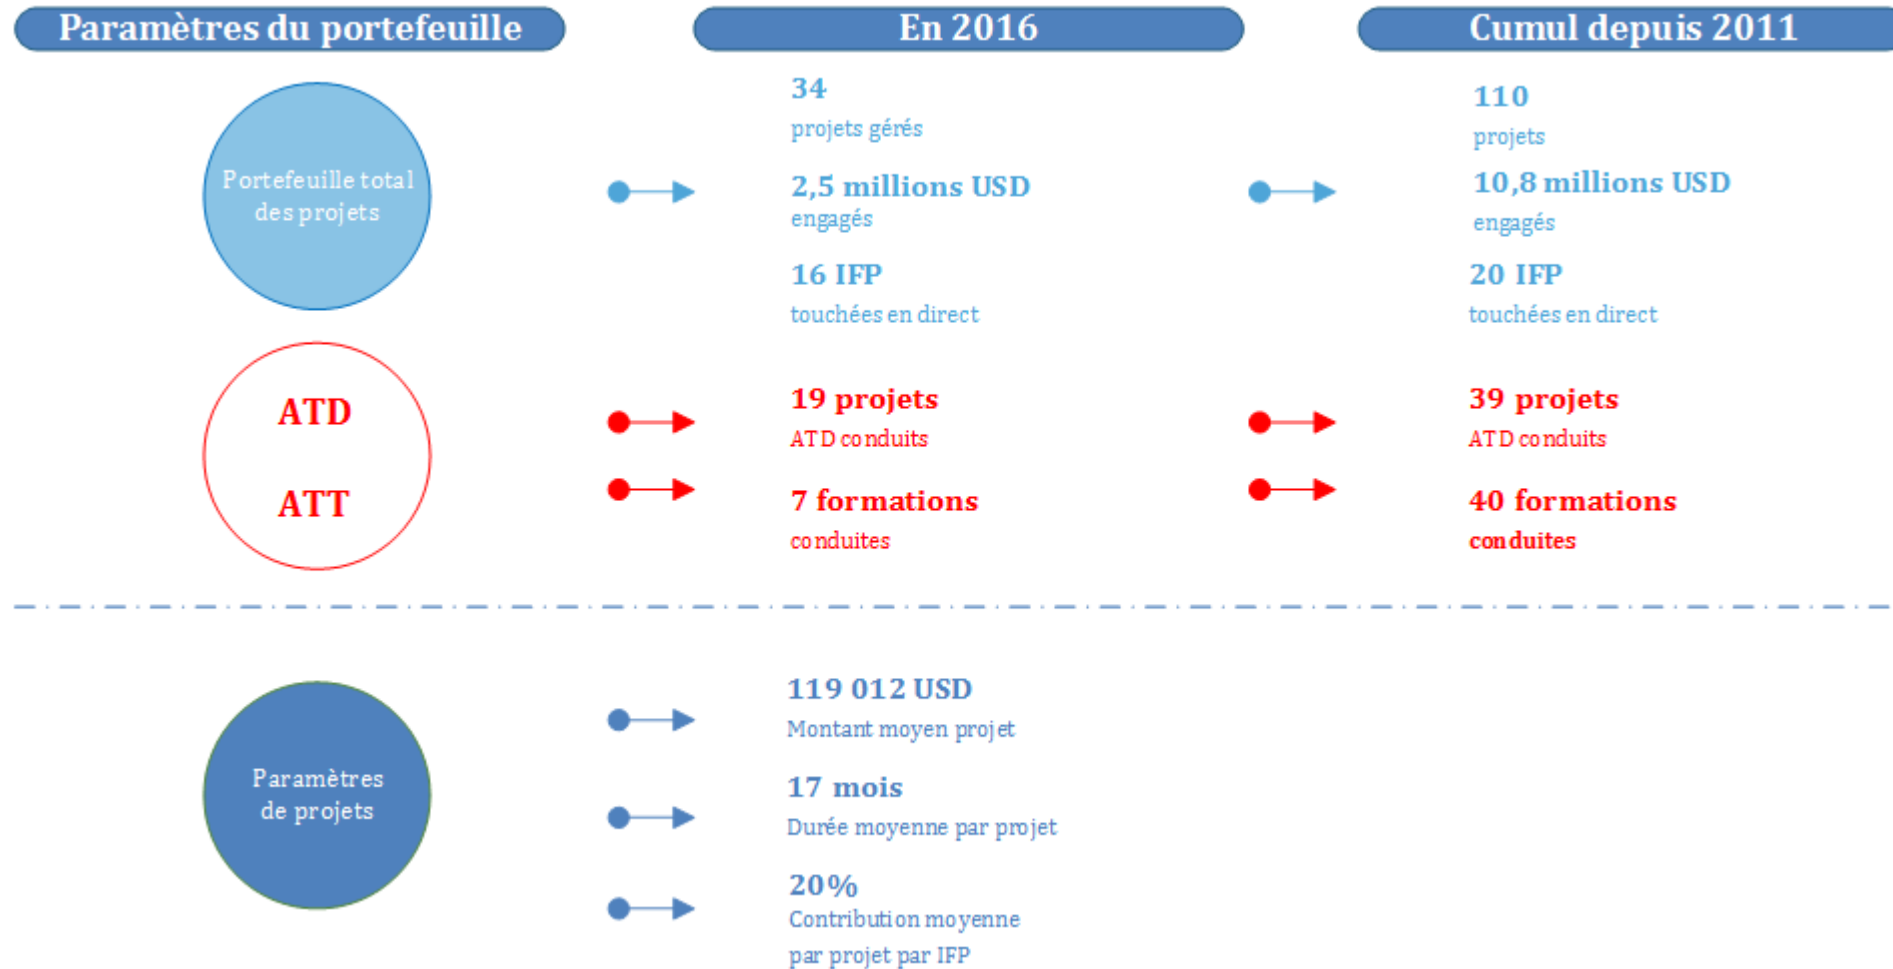 Paramètres du portefeuille
En 2016
Cumul depuis 2011
Portefeuille total
des projets
34
projets gérés
2,5 millions USD
engagés
16 IFP
touchées en direct
110
projets
10,8 millions USD
engagés
20 IFP
touchées en direct
ATD
ATT
19 projets
ATD conduits
7 formations
conduites
39 projets
ATD conduits
40 formations
conduites
Paramètres
de projets
119 012 USD
Montant moyen projet
17 mois
Durée moyenne par projet
20%
Contribution moyenne
par projet par IFP